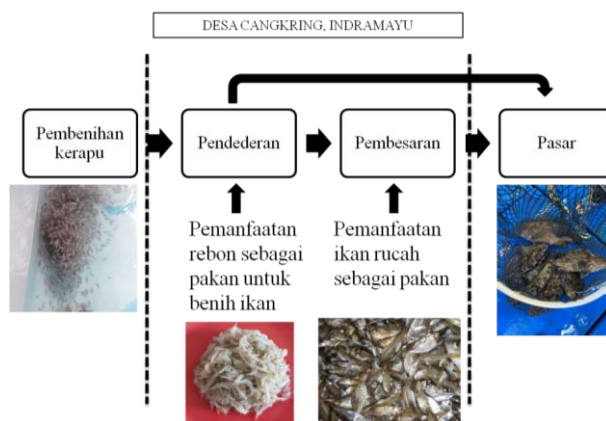 DESA CANGKRING, INDRAMAYU
Pembenihan
kerapu
Pendederan
Pembesaran
Pasar
Pemanfaatan
rebon sebagai
pakan untuk
benih ikan
Pemanfaatan
ikan rucah
sebagai pakan